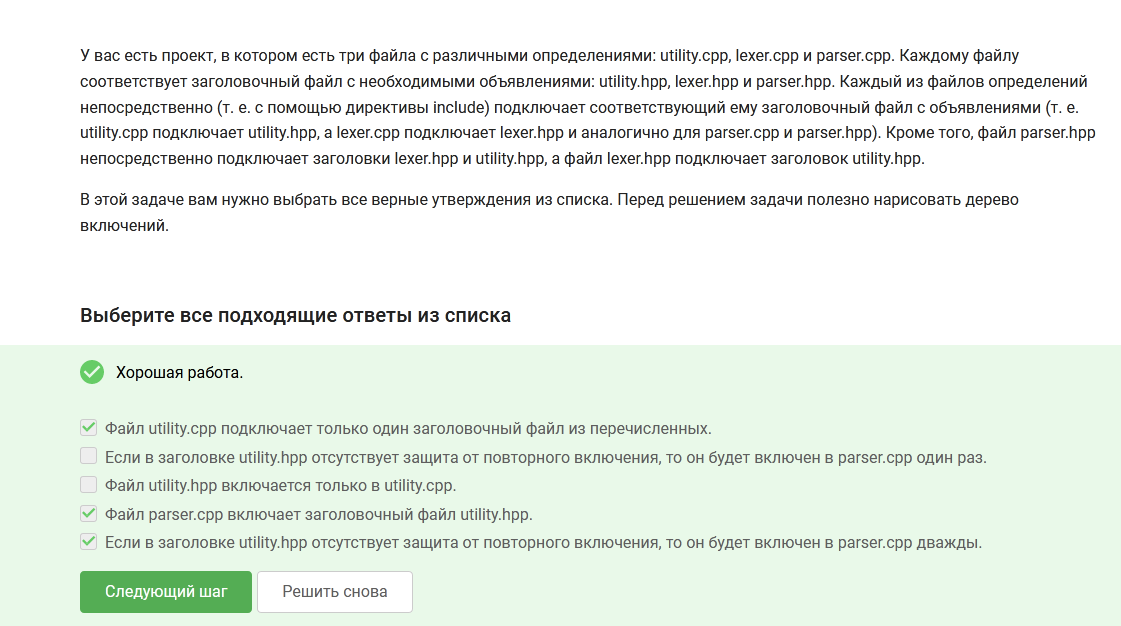 У вас есть проект, в котором есть три файла с различными определениями: utility.cpp, lexer.cpp и parser.cpp. Каждому файлу
соответствует заголовочный файл с необходимыми объявлениями: utility.hpp, lexer.hpp и parser.hpp. Каждый из файлов определений
непосредственно (т. е. с помощью директивы include) подключает соответствующий ему заголовочный файл с объявлениями (т. е.
utility.cpp подключает utility.hpp, а lexer.cpp подключает lexer.hpp и аналогично для parser.cpp и parser.hpp). Кроме того, файл parser.hpp
непосредственно подключает заголовки lexer.hpp и utility.hpp, а файл lexer.hpp подключает заголовок utility.hpp.
В этой задаче вам нужно выбрать все верные утверждения из списка. Перед решением задачи полезно нарисовать дерево
включений.
Выберите все подходящие ответы из списка
Хорошая работа.
Файл utility.cpp подключает только один заголовочный файл из перечисленных.
Если в заголовке utility.hpp отсутствует защита от повторного включения, то он будет включен в parser.cpp один раз.
Файл utility.hpp включается только в utility.cpp.
Файл parser.cpp включает заголовочный файл utility.hpp.
Если в заголовке utility.hpp отсутствует защита от повторного включения, то он будет включен в parser.cpp дважды.
Следующий шаг
Решить снова